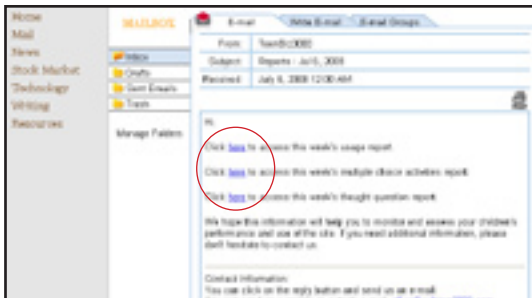 Home
Mail
News
Stock Market
Technology
Writing
Resources
MAILBOX
E-mail
Write E-mail
E-mail Groups
From: TeenBiz3000
Subject: Reports - Jul 6, 2008
Received: July 6, 2008 12:00 AM
Inbox
Drafts
Sent Emails
Trash
Manage Folders
Hi,
Click here to access this week's usage report.
Click here to access this week's multiple choice activities report.
Click here to access this week's thought question report.
We hope this information will help you to monitor and assess your children's
performance and use of the site. If you need additional information, please
don't hesitate to contact us.
Contact Information:
You can click on the reply button and send us an e-mail.